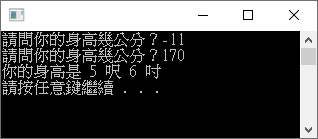 請問你的身高幾公分？-11
請問你的身高幾公分？170
你的身高是 5 呎 6 吋
請按任意鍵繼續 . . .